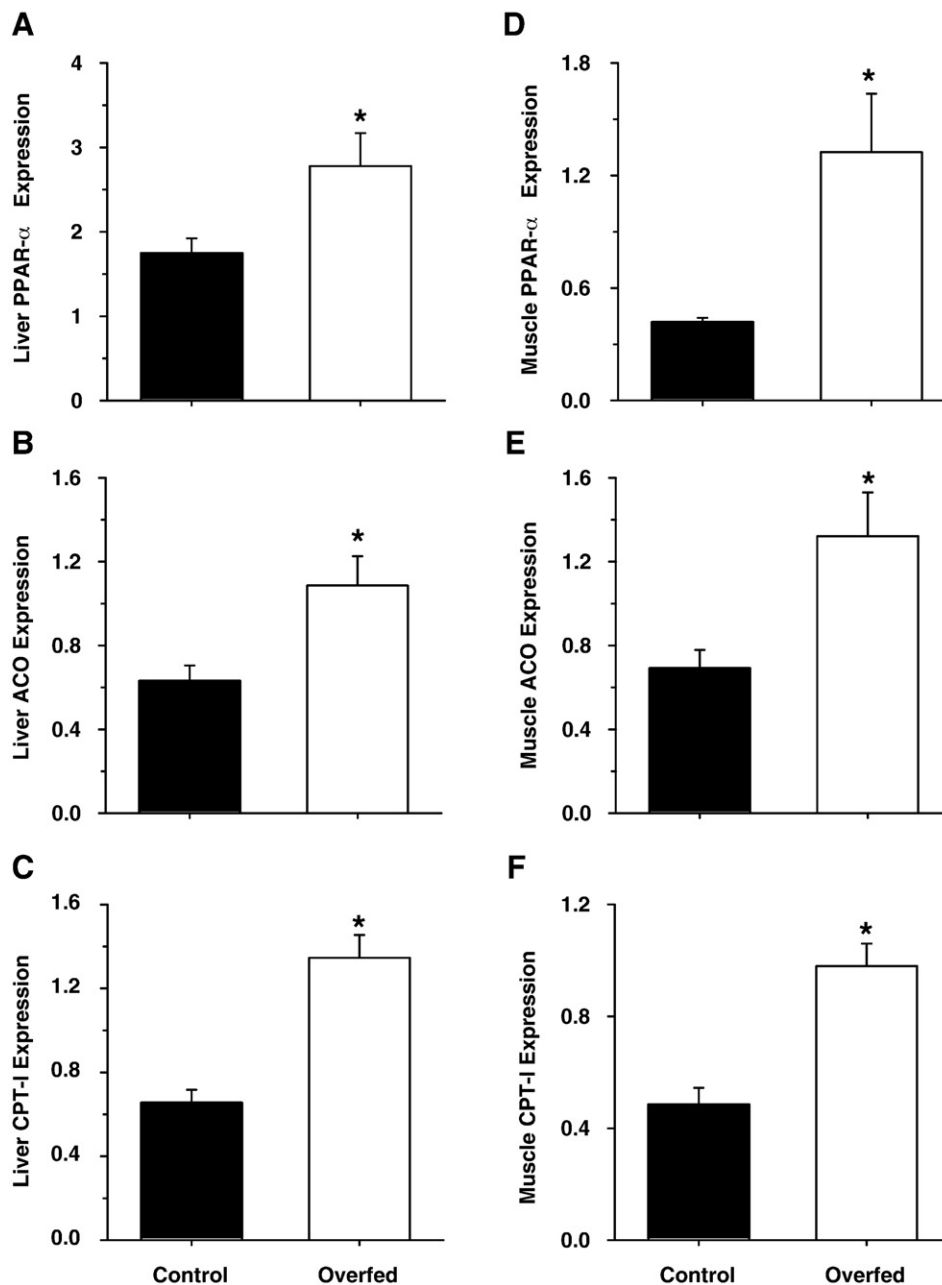 A
Liver PPAR-α Expression
4
3
2
1
0
*
D
Muscle PPAR-α Expression
1.8
1.2
0.6
0.0
*
B
Liver ACO Expression
1.6
1.2
0.8
0.4
0.0
*
E
Muscle ACO Expression
1.6
1.2
0.8
0.4
0.0
*
C
Liver CPT-I Expression
1.6
1.2
0.8
0.4
0.0
*
Control Overfed
F
Muscle CPT-I Expression
1.2
0.8
0.4
0.0
*
Control Overfed